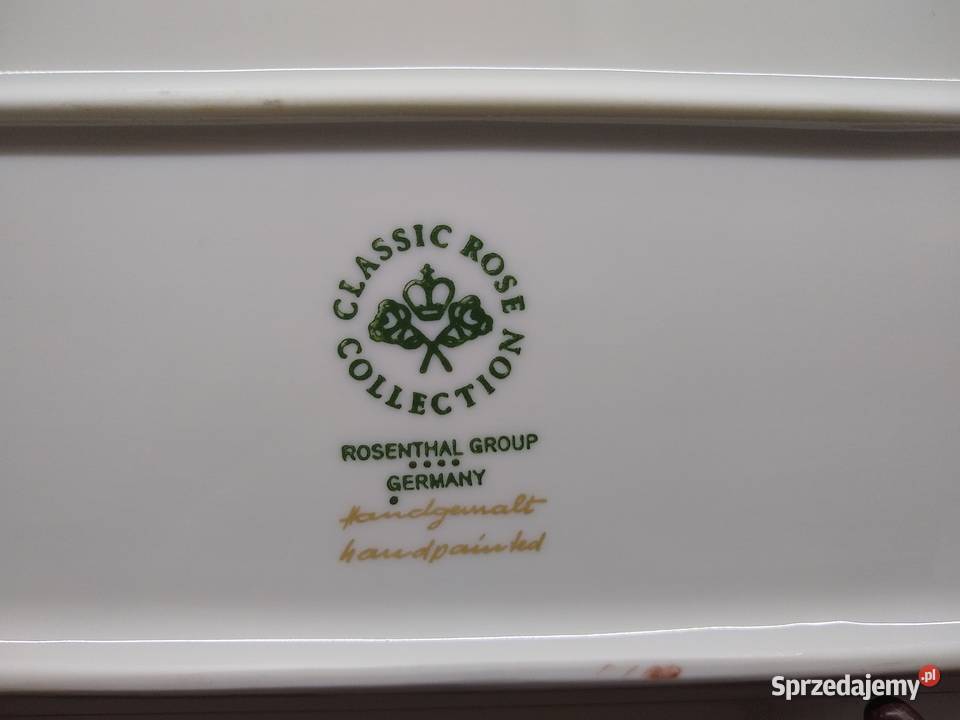 CLASSIC ROSE
COLLECTION
ROSENTHAL GROUP
GERMANY
Handgemalt
handpainted
Sprzedajemy.pl